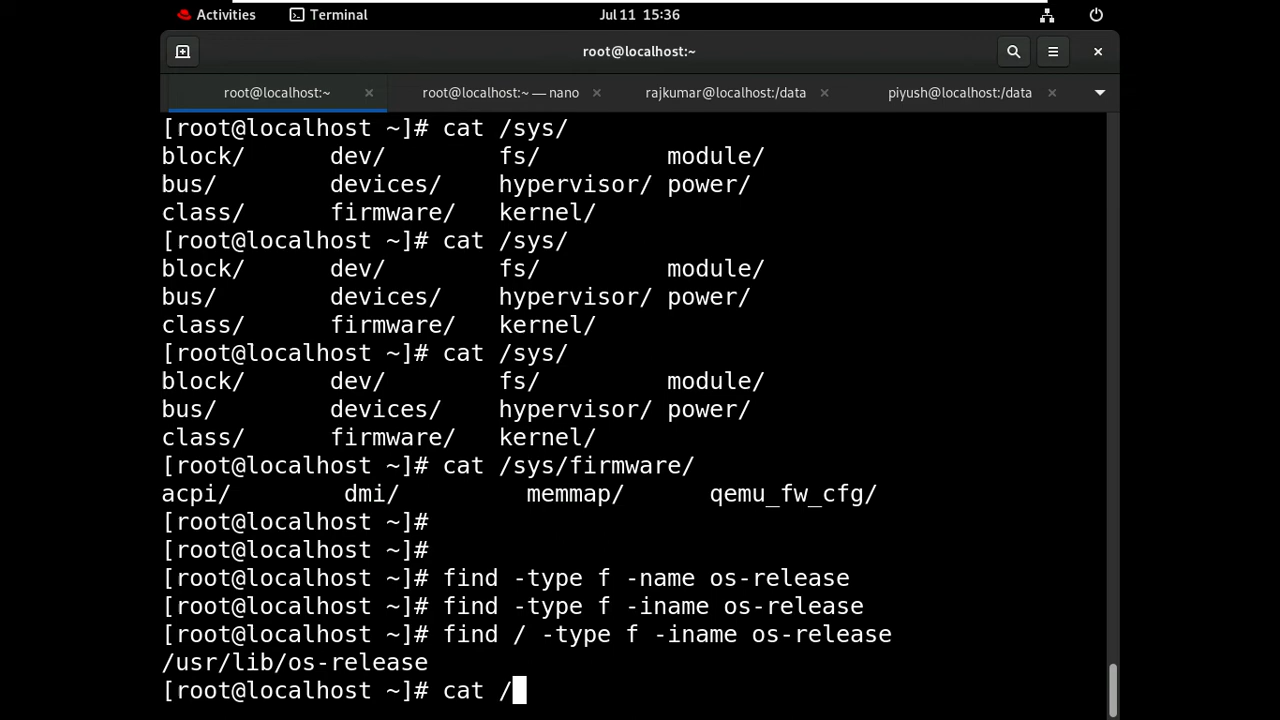 Activities Terminal Jul 11 15:36
root@localhost:~
root@localhost:~ × root@localhost:~ — nano × rajkumar@localhost:/data × piyush@localhost:/data ×
[root@localhost ~]# cat /sys/
block/ dev/ fs/ module/
bus/ devices/ hypervisor/ power/
class/ firmware/ kernel/
[root@localhost ~]# cat /sys/
block/ dev/ fs/ module/
bus/ devices/ hypervisor/ power/
class/ firmware/ kernel/
[root@localhost ~]# cat /sys/
block/ dev/ fs/ module/
bus/ devices/ hypervisor/ power/
class/ firmware/ kernel/
[root@localhost ~]# cat /sys/firmware/
acpi/ dmi/ memmap/ qemu_fw_cfg/
[root@localhost ~]#
[root@localhost ~]#
[root@localhost ~]# find -type f -name os-release
[root@localhost ~]# find -type f -iname os-release
[root@localhost ~]# find / -type f -iname os-release
/usr/lib/os-release
[root@localhost ~]# cat /